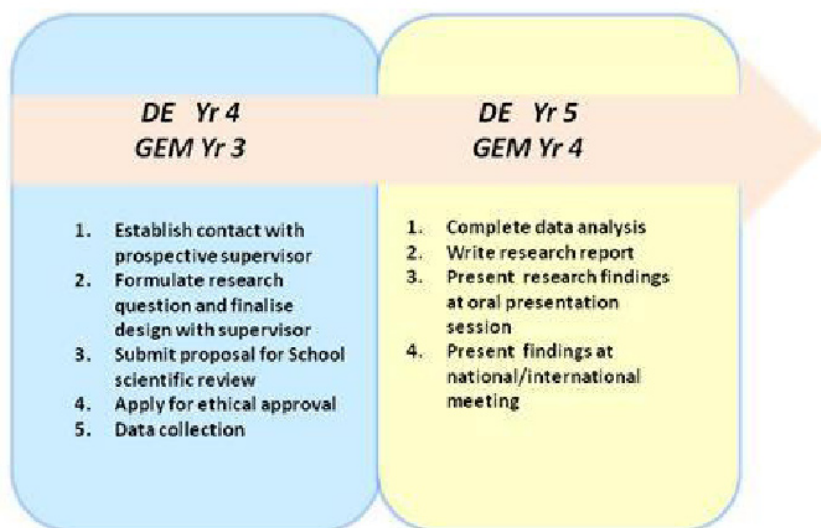 DE Yr 4
GEM Yr 3
1. Establish contact with
prospective supervisor
2. Formulate research
question and finalise
design with supervisor
3. Submit proposal for School
scientific review
4. Apply for ethical approval
5. Data collection
DE Yr 5
GEM Yr 4
1. Complete data analysis
2. Write research report
3. Present research findings
at oral presentation
session
4. Present findings at
national/international
meeting